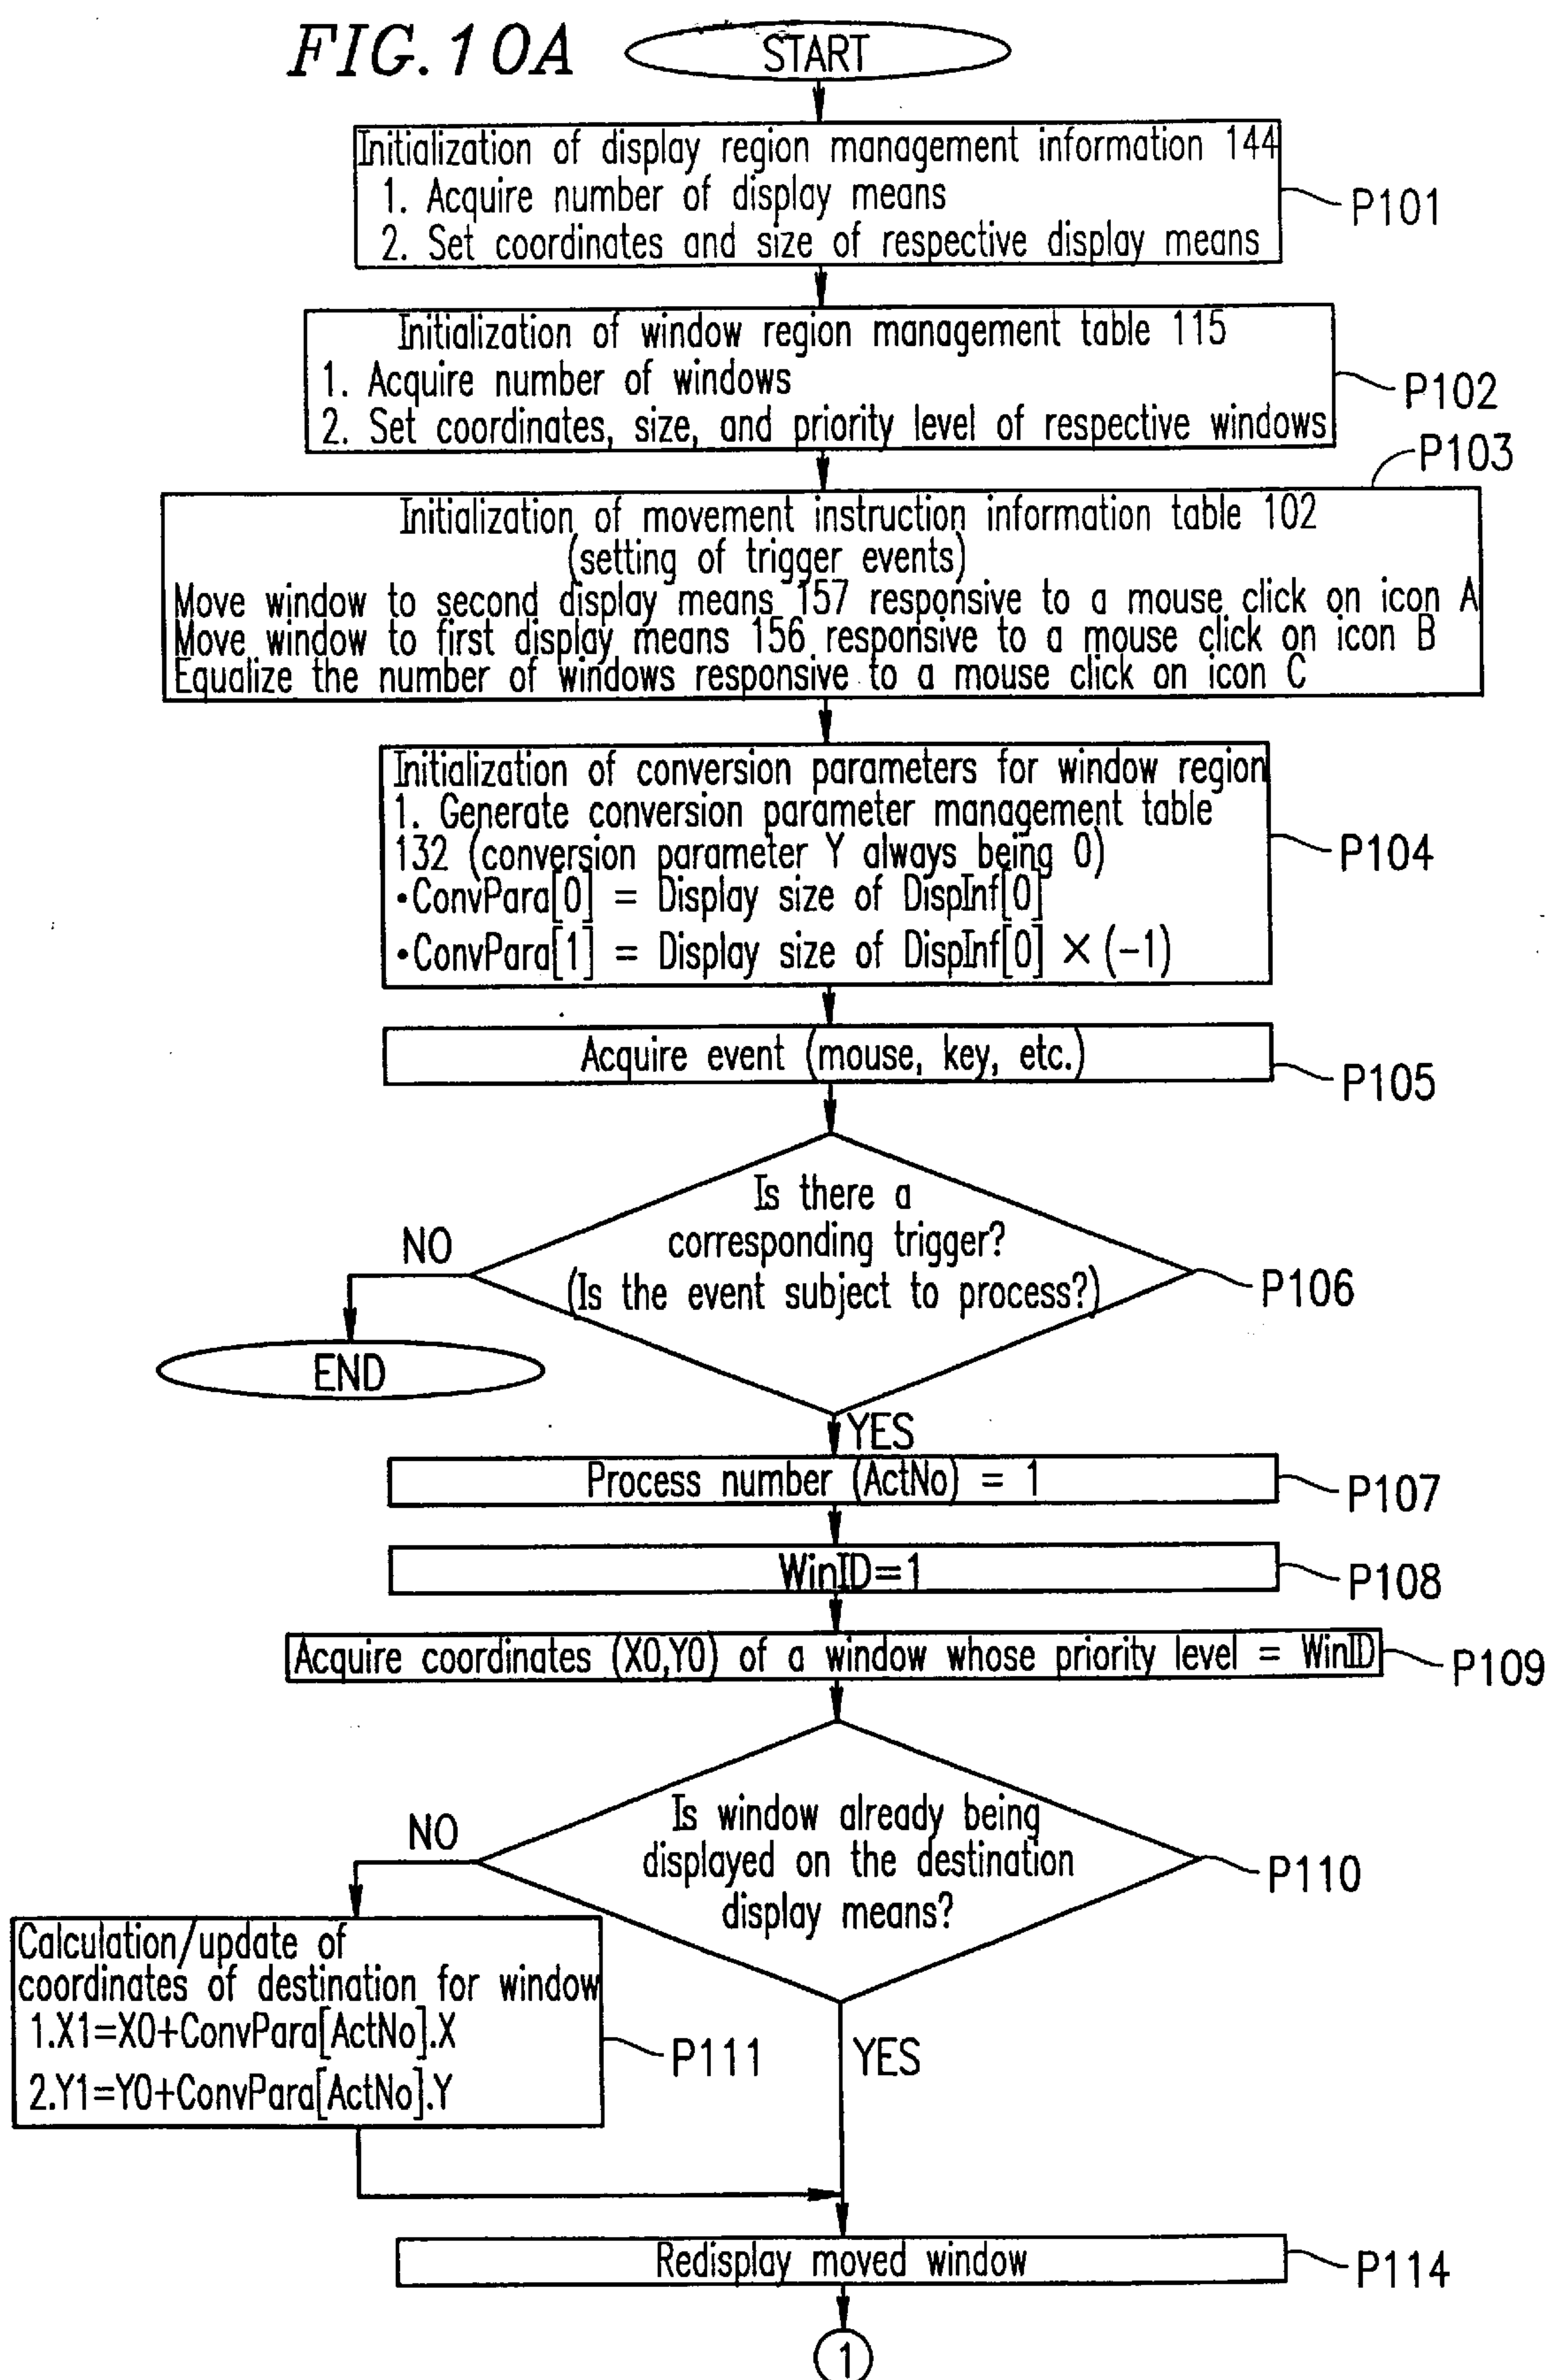 FIG.10A
START
Initialization of display region management information 144
1. Acquire number of display means
2. Set coordinates and size of respective display means
P101
Initialization of window region management table 115
1. Acquire number of windows
2. Set coordinates, size, and priority level of respective windows
P102
P103
Initialization of movement instruction information table 102
(setting of trigger events)
Move window to second display means 157 responsive to a mouse click on icon A
Move window to first display means 156 responsive to a mouse click on icon B
Equalize the number of windows responsive to a mouse click on icon C
Initialization of conversion parameters for window region
1. Generate conversion parameter management table
132 (conversion parameter Y always being 0)
•ConvPara[0] = Display size of DispInf[0]
•ConvPara[1] = Display size of DispInf[0] × (-1)
P104
Acquire event (mouse, key, etc.)
P105
Is there a
corresponding trigger?
(Is the event subject to process?)
P106
NO
END
YES
Process number (ActNo) = 1
P107
WinID=1
P108
Acquire coordinates (X0,Y0) of a window whose priority level = WinID
P109
Is window already being
displayed on the destination
display means?
P110
NO
Calculation/update of
coordinates of destination for window
1.X1=X0+ConvPara[ActNo].X
2.Y1=Y0+ConvPara[ActNo].Y
P111
YES
Redisplay moved window
P114
1